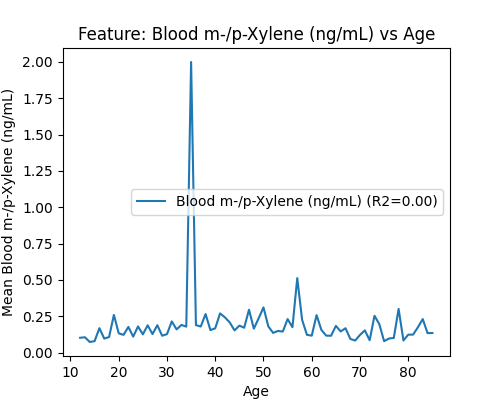 Feature: Blood m-/p-Xylene (ng/mL) vs Age
Mean Blood m-/p-Xylene (ng/mL)
2.00
1.75
1.50
1.25
1.00
0.75
0.50
0.25
0.00
Blood m-/p-Xylene (ng/mL) (R2=0.00)
10 20 30 40 50 60 70 80
Age